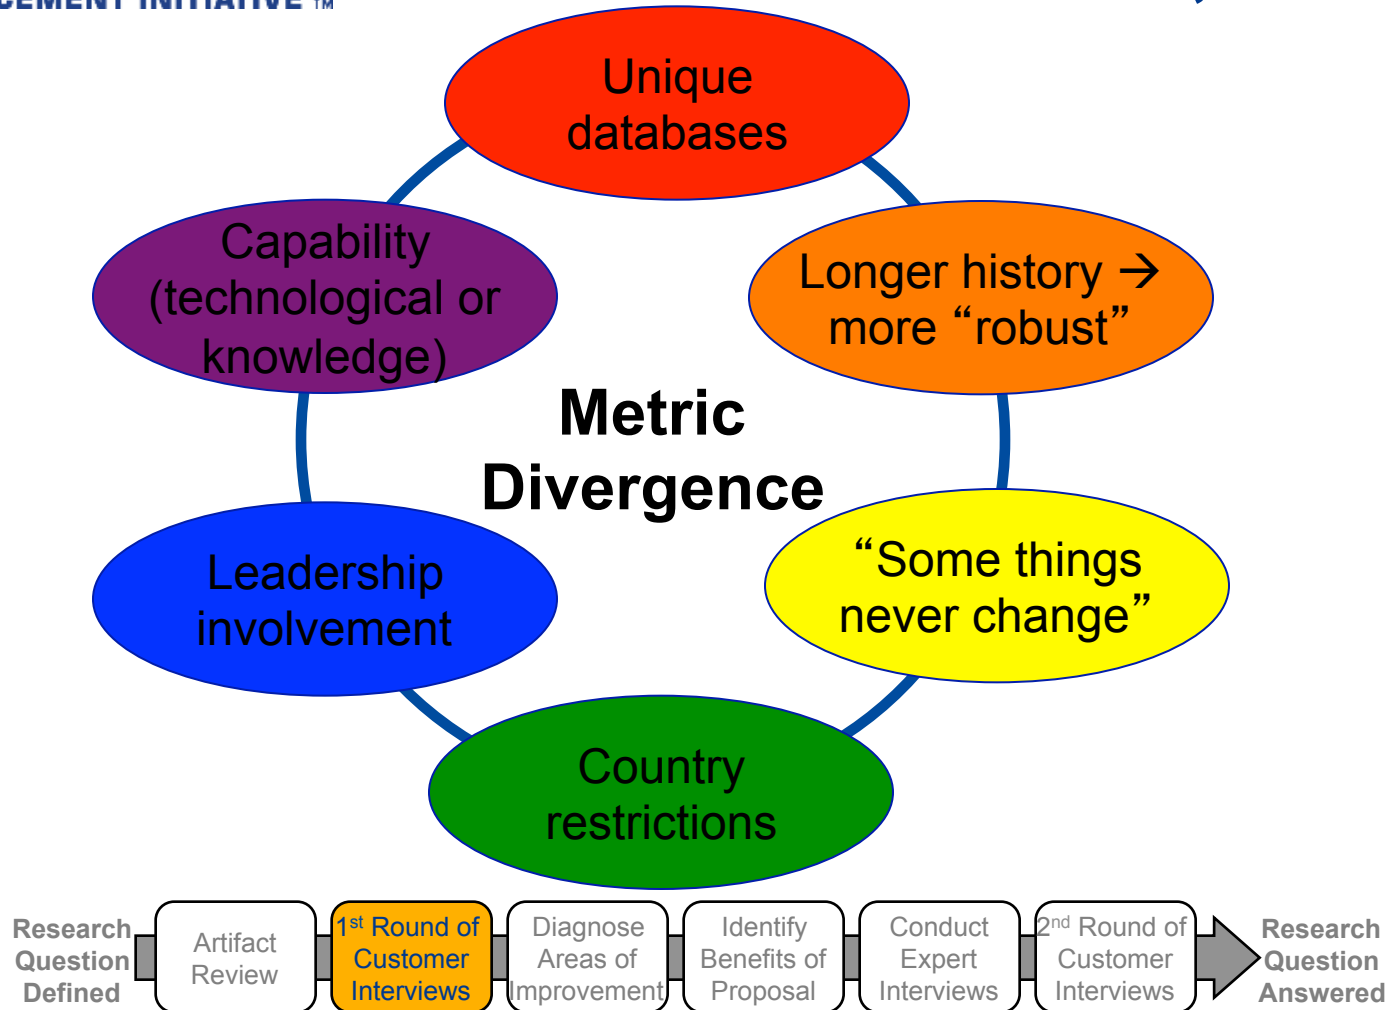 INITIATIVE ™
Unique
databases
Capability
(technological or
knowledge)
Longer history →
more “robust”
Metric
Divergence
Leadership
involvement
“Some things
never change”
Country
restrictions
Research
Question
Defined
Artifact
Review
1st Round of
Customer
Interviews
Diagnose
Areas of
Improvement
Identify
Benefits of
Proposal
Conduct
Expert
Interviews
2nd Round of
Customer
Interviews
Research
Question
Answered